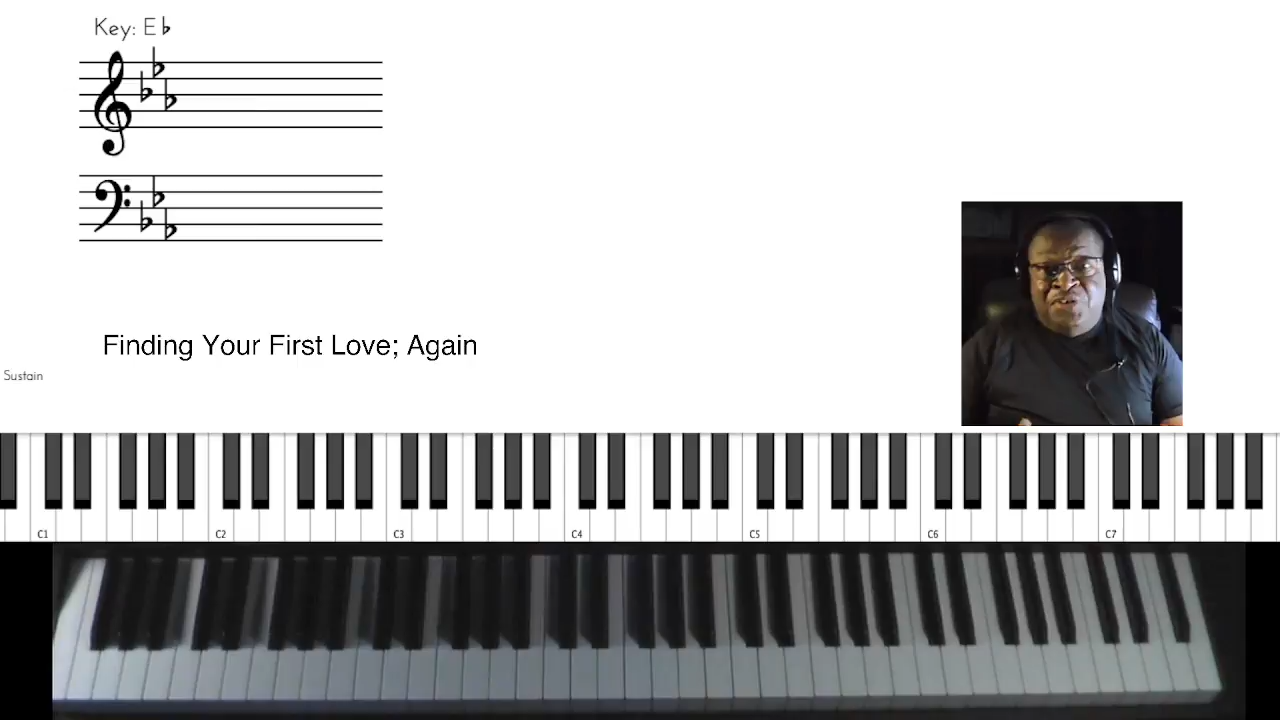 Key: E♭
Finding Your First Love; Again
Sustain
C1 C2 C3 C4 C5 C6 C7